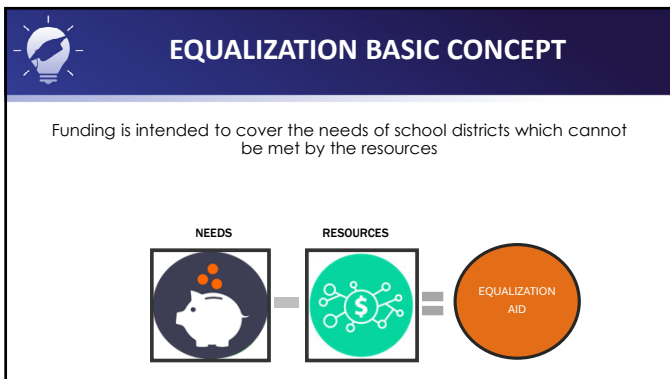 EQUALIZATION BASIC CONCEPT
Funding is intended to cover the needs of school districts which cannot
be met by the resources
NEEDS
RESOURCES
$
EQUALIZATION
AID